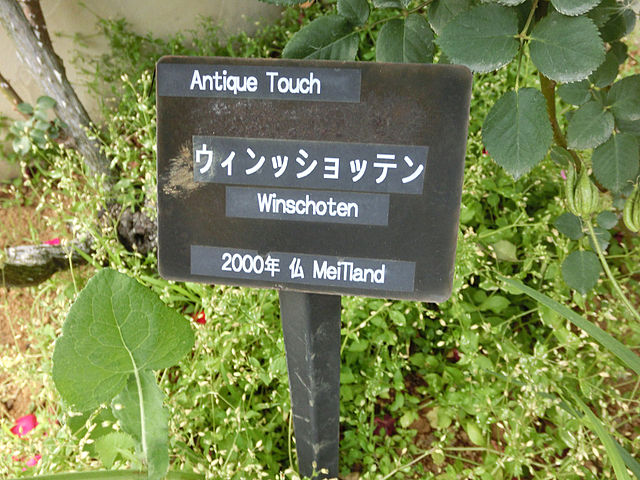 Antique Touch
ウィンッショッテン
Winschoten
2000年 仏 MeiTland